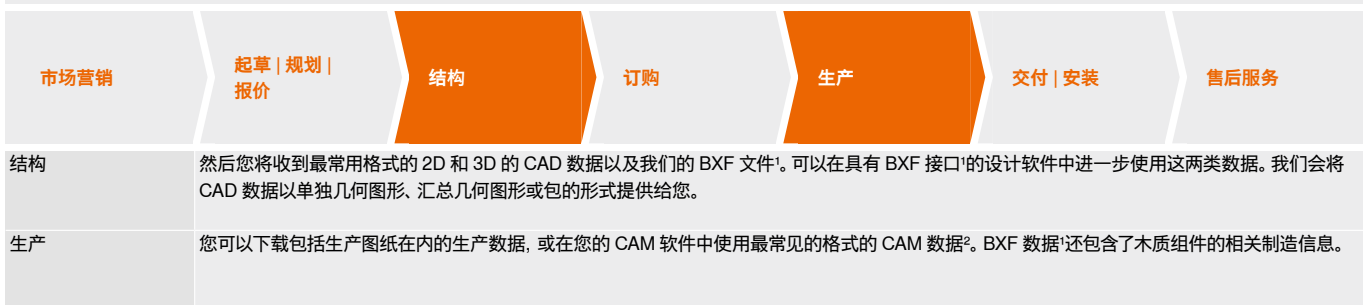 市场营销
起草 | 规划 |
报价
结构
订购
生产
交付 | 安装
售后服务
结构
然后您将收到最常用格式的 2D 和 3D 的 CAD 数据以及我们的 BXF 文件¹。可以在具有 BXF 接口¹的设计软件中进一步使用这两类数据。我们会将
CAD 数据以单独几何图形、汇总几何图形或包的形式提供给您。
生产
您可以下载包括生产图纸在内的生产数据, 或在您的 CAM 软件中使用最常见的格式的 CAM 数据²。BXF 数据¹还包含了木质组件的相关制造信息。